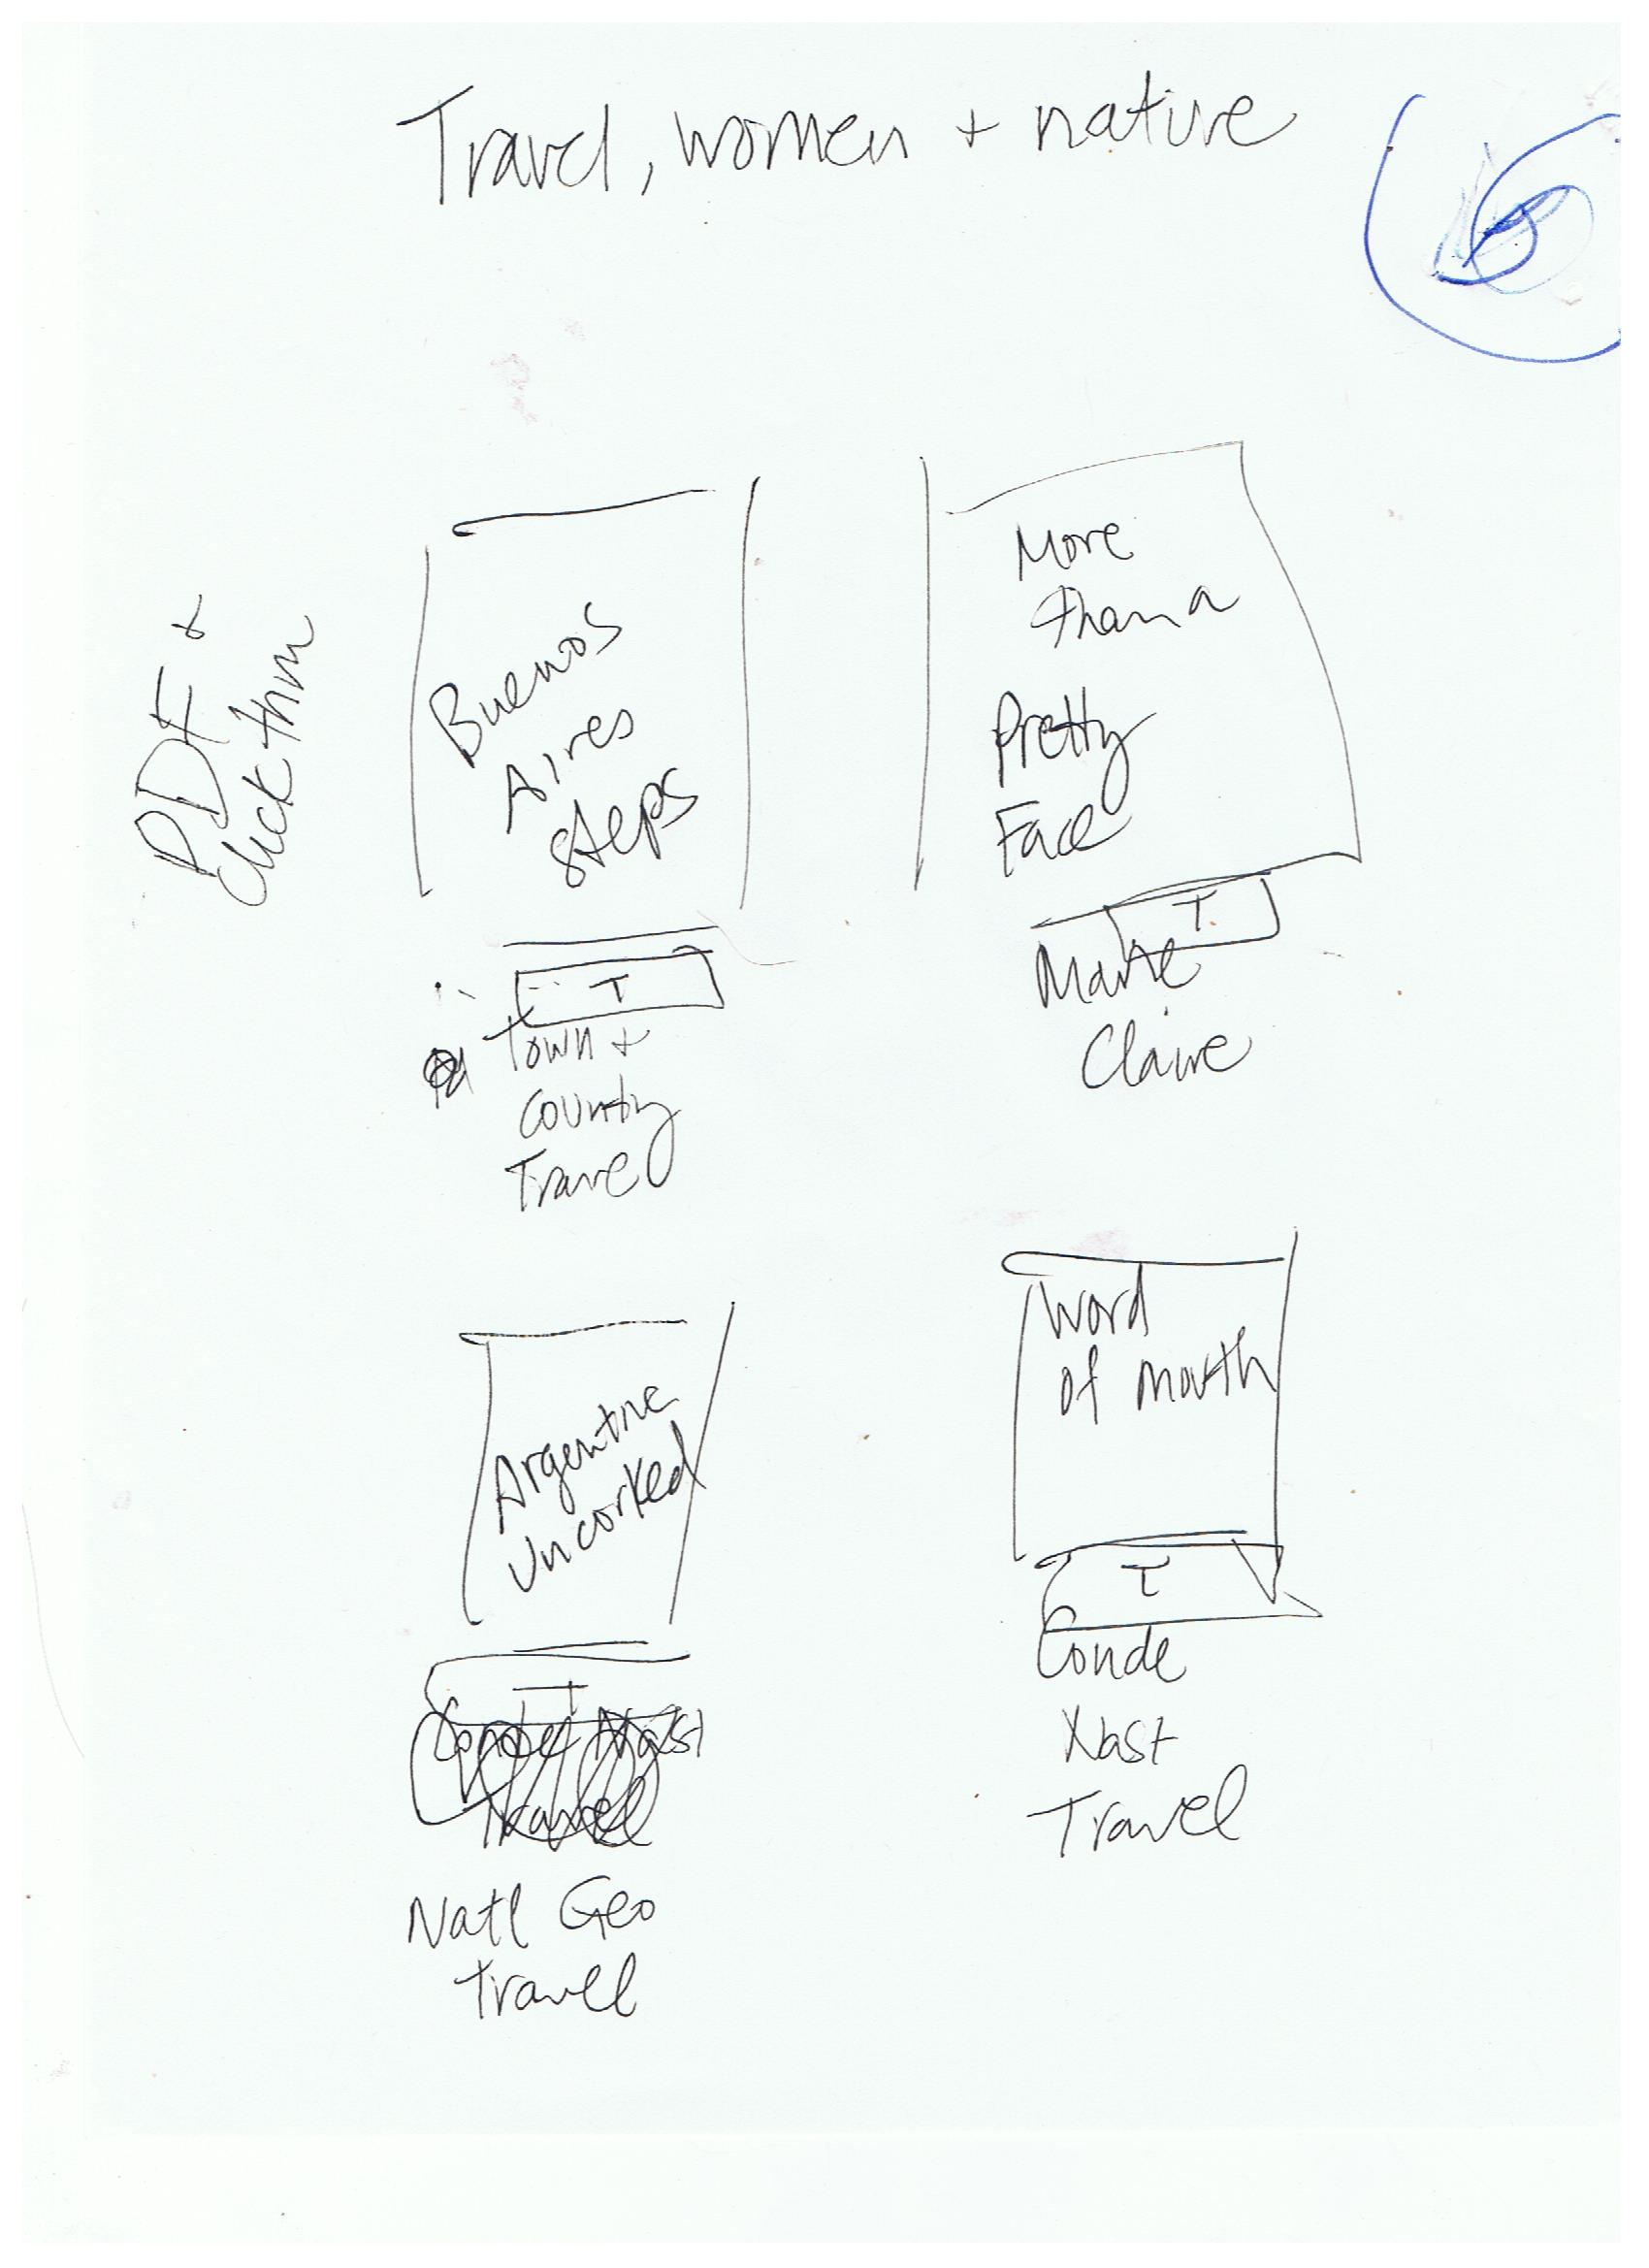 Travel, women + nature
6
PDF +
click thru
Buenos
Aires
Steps
T
Town +
Country
Travel
More
than a
Pretty
Face
T
Marie
Claire
Argentine
Uncorked
T
Conde Nast
Travel
Natl Geo
Travel
Word
of mouth
T
Conde
Nast
Travel